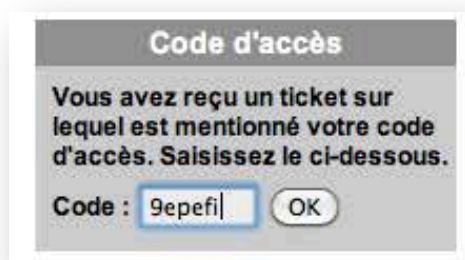 Code d'accès
Vous avez reçu un ticket sur
lequel est mentionné votre code
d'accès. Saisissez le ci-dessous.
Code : 9epefi OK